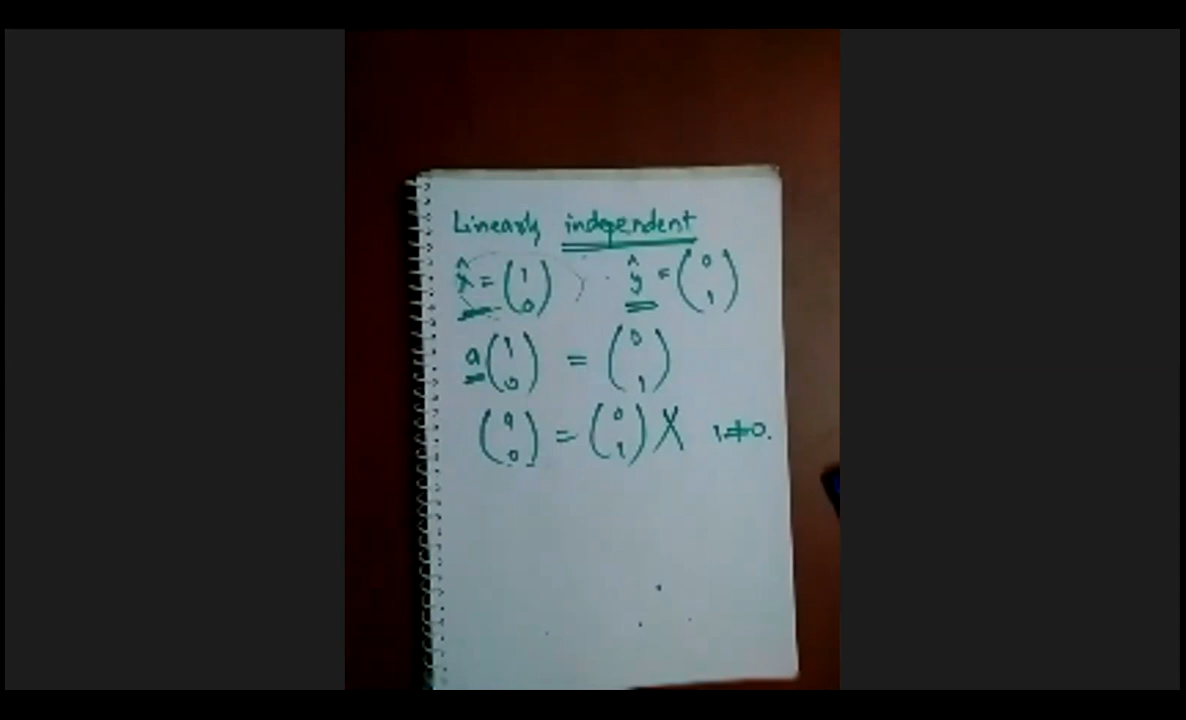 Linearly independent
x̂ = (1 0) ŷ = (0 1)
a (1 0) = (0 1)
(a 0) = (0 1) X 1≠0.